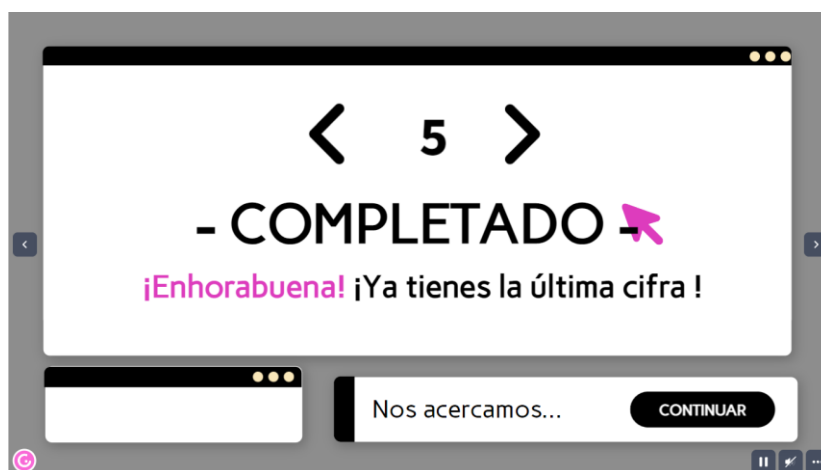 5
- COMPLETADO -
¡Enhorabuena! ¡Ya tienes la última cifra !
Nos acercamos...
CONTINUAR